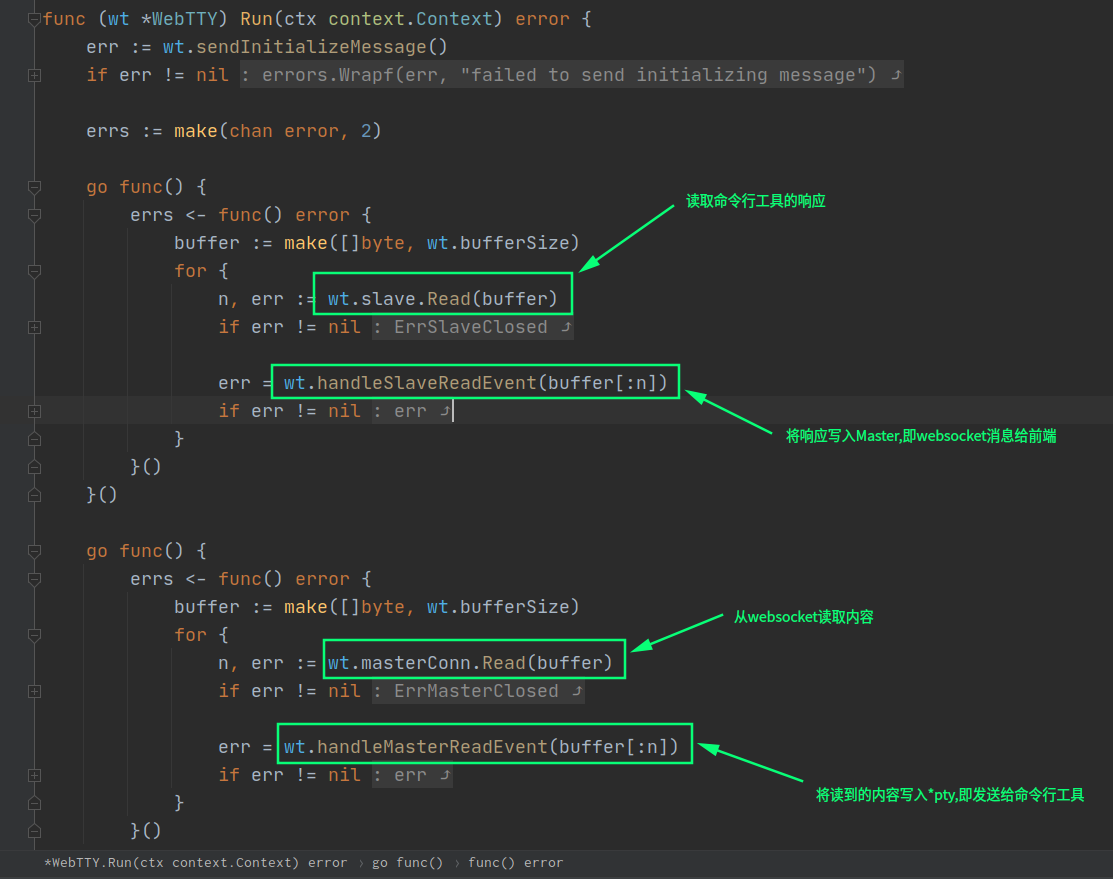 func (wt *WebTTY) Run(ctx context.Context) error {
err := wt.sendInitializeMessage()
if err != nil : errors.Wrapf(err, "failed to send initializing message") ⤴
errs := make(chan error, 2)
go func() {
读取命令行工具的响应
errs <- func() error {
buffer := make([]byte, wt.bufferSize)
for {
n, err := wt.slave.Read(buffer)
if err != nil : ErrSlaveClosed ⤴
err = wt.handleSlaveReadEvent(buffer[:n])
if err != nil : err ⤴
将响应写入Master,即websocket消息给前端
}
}()
}()
go func() {
errs <- func() error {
buffer := make([]byte, wt.bufferSize)
从websocket读取内容
for {
n, err := wt.masterConn.Read(buffer)
if err != nil : ErrMasterClosed ⤴
err = wt.handleMasterReadEvent(buffer[:n])
if err != nil : err ⤴
将读到的内容写入*pty,即发送给命令行工具
}
}()
*WebTTY.Run(ctx context.Context) error › go func() › func() error